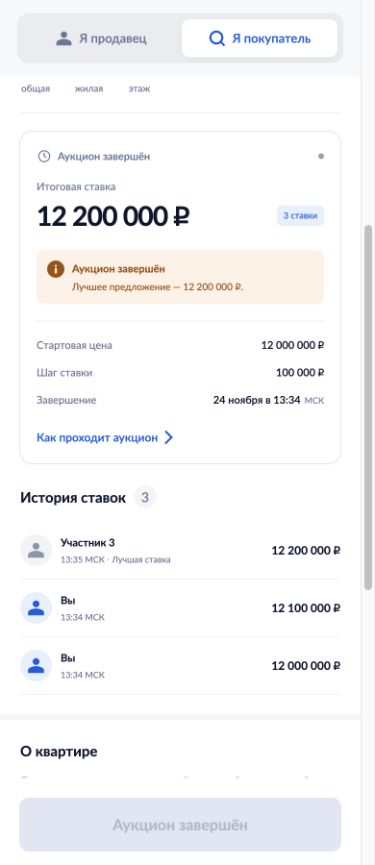 Я продавец
Я покупатель
общая жилая этаж
Аукцион завершён
Итоговая ставка
12 200 000 ₽
3 ставки
Аукцион завершён
Лучшее предложение — 12 200 000 ₽.
Стартовая цена 12 000 000 ₽
Шаг ставки 100 000 ₽
Завершение 24 ноября в 13:34 МСК
Как проходит аукцион
История ставок 3
Участник 3
13:35 МСК · Лучшая ставка
12 200 000 ₽
Вы
13:34 МСК
12 100 000 ₽
Вы
13:34 МСК
12 000 000 ₽
О квартире
Аукцион завершён